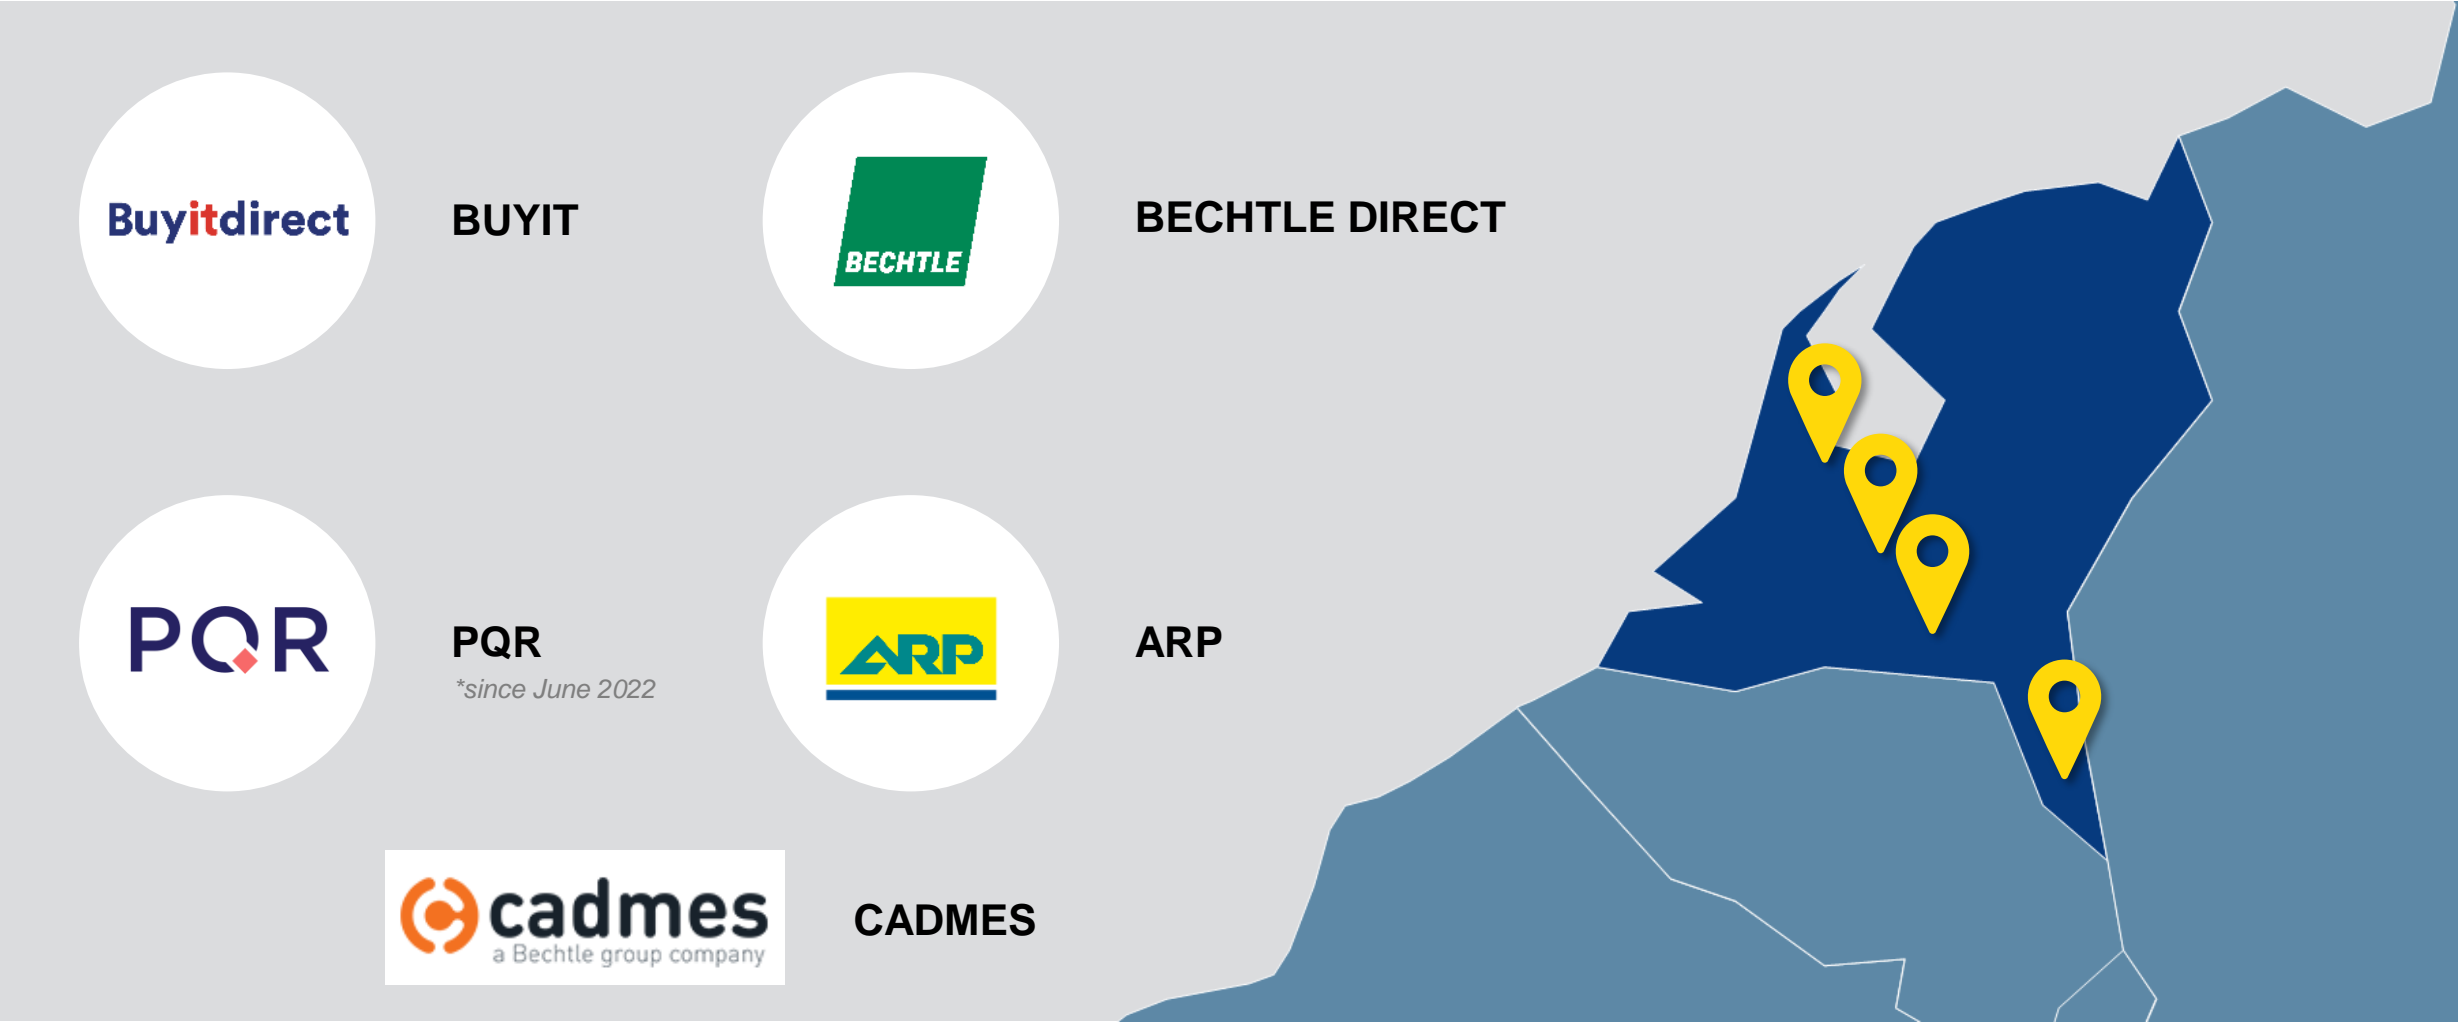 Buyitdirect
BUYIT
BECHTLE
BECHTLE DIRECT
PQR
PQR
*since June 2022
ARP
ARP
cadmes
a Bechtle group company
CADMES